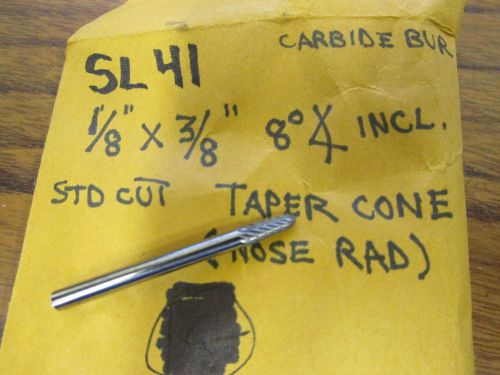 CARBIDE BUR
SL41
1/8" x 3/8" 8° ∡ INCL.
STD CUT TAPER CONE
(NOSE RAD)